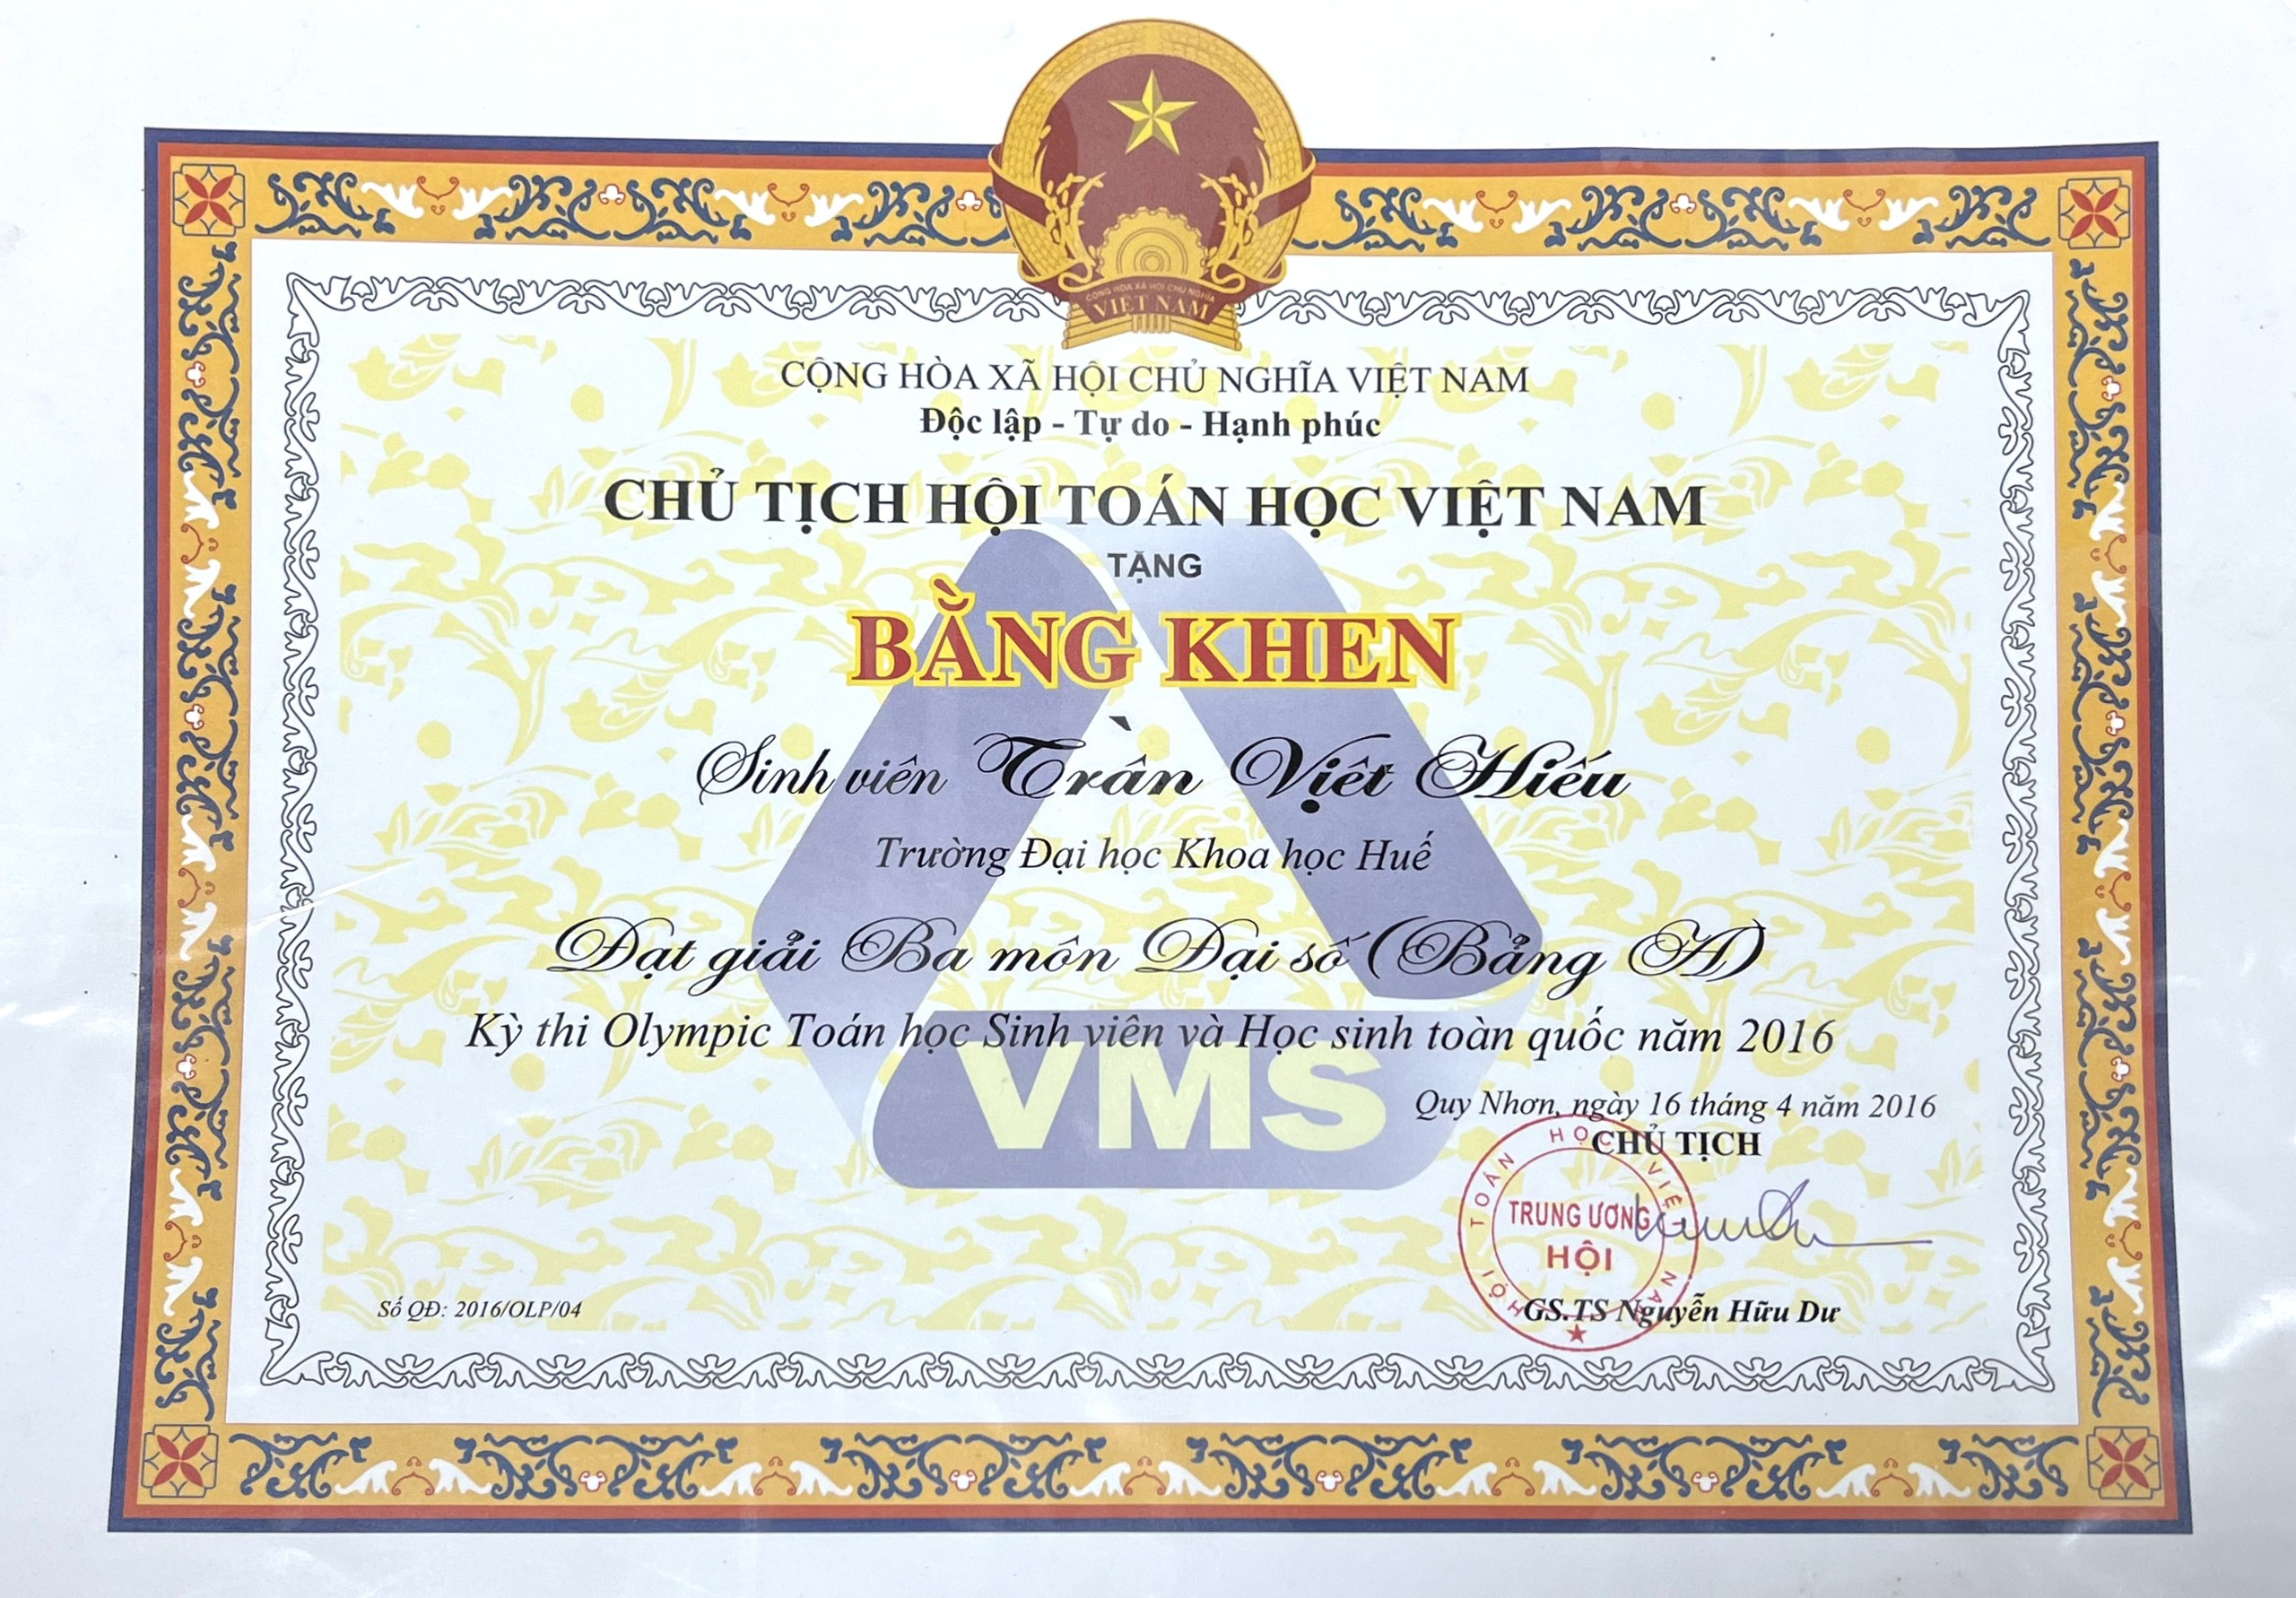 CỘNG HÒA XÃ HỘI CHỦ NGHĨA
VIỆT NAM
CỘNG HÒA XÃ HỘI CHỦ NGHĨA VIỆT NAM
Độc lập - Tự do - Hạnh phúc
CHỦ TỊCH HỘI TOÁN HỌC VIỆT NAM
TẶNG
BẰNG KHEN
Sinh viên Trần Việt Hiếu
Trường Đại học Khoa học Huế
Đạt giải Ba môn Đại số (Bảng A)
Kỳ thi Olympic Toán học Sinh viên và Học sinh toàn quốc năm 2016
VMS
Quy Nhơn, ngày 16 tháng 4 năm 2016
CHỦ TỊCH
HỘI TOÁN HỌC VIỆT NAM
TRUNG ƯƠNG
HỘI
GS.TS Nguyễn Hữu Dư
Số QĐ: 2016/OLP/04